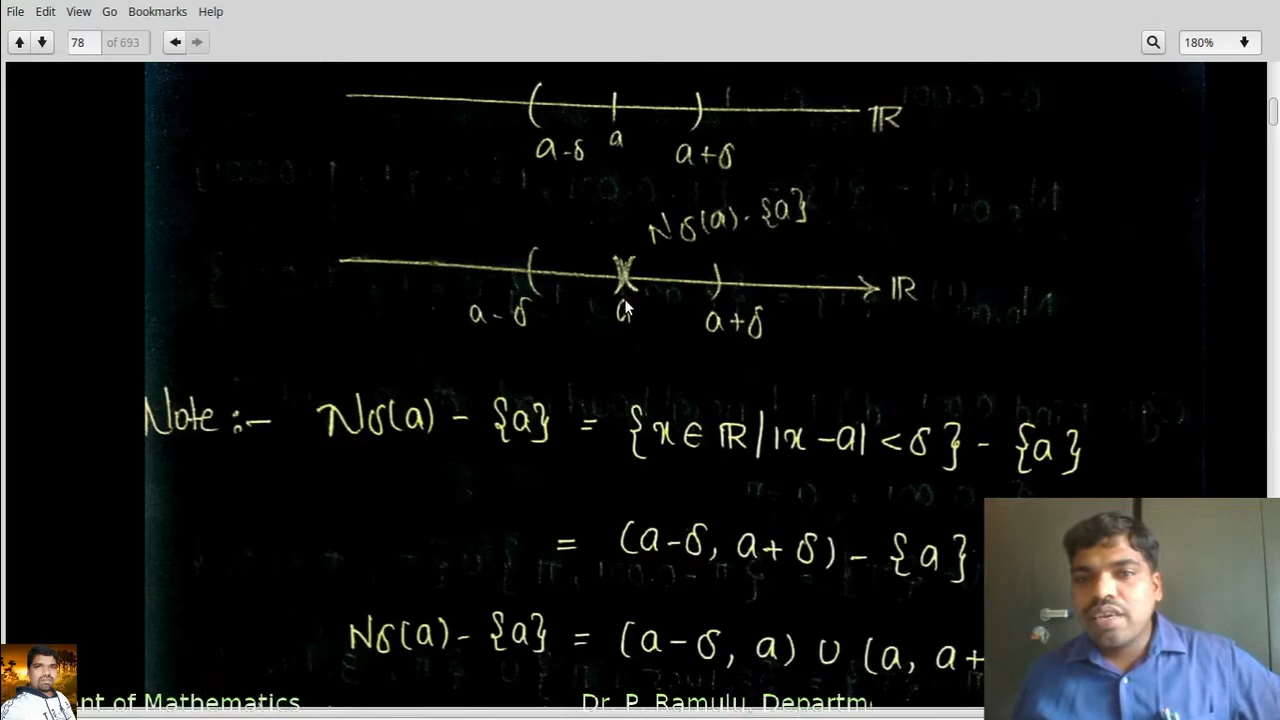 File Edit View Go Bookmarks Help
78 of 693 180%
ℝ
a-δ a a+δ
Nδ(a)-{a}
ℝ
a-δ a a+δ
Note :- Nδ(a) - {a} = {x ∈ ℝ / |x - a| < δ} - {a}
= (a-δ, a+δ) - {a}
Nδ(a) - {a} = (a-δ, a) ∪ (a, a+
nt of Mathematics Dr. P. Ramulu, Departm